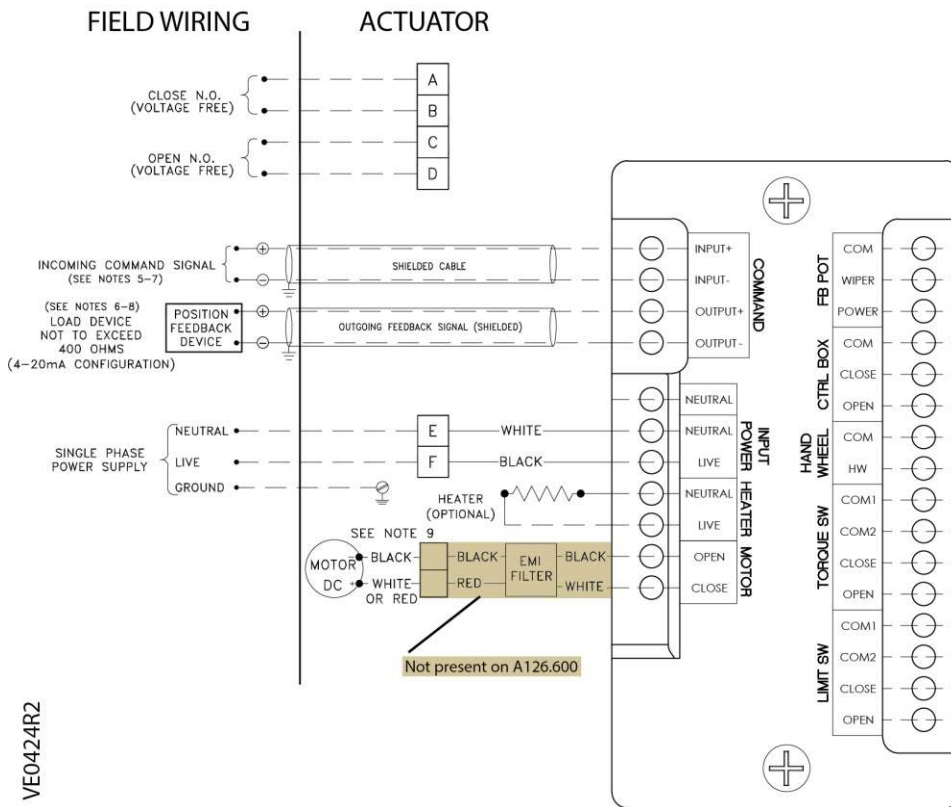 FIELD WIRING
ACTUATOR
CLOSE N.O.
(VOLTAGE FREE)
A
B
OPEN N.O.
(VOLTAGE FREE)
C
D
INCOMING COMMAND SIGNAL
(SEE NOTES 5-7)
+
-
SHIELDED CABLE
(SEE NOTES 6-8)
LOAD DEVICE
NOT TO EXCEED
400 OHMS
(4-20mA CONFIGURATION)
POSITION
FEEDBACK
DEVICE
+
-
OUTGOING FEEDBACK SIGNAL (SHIELDED)
SINGLE PHASE
POWER SUPPLY
NEUTRAL
LIVE
GROUND
E
F
WHITE
BLACK
HEATER
(OPTIONAL)
SEE NOTE 9
MOTOR
DC
-
+
BLACK
WHITE
OR RED
BLACK
RED
EMI
FILTER
BLACK
WHITE
Not present on A126.600
INPUT+
INPUT-
OUTPUT+
OUTPUT-
COMMAND
NEUTRAL
NEUTRAL
LIVE
INPUT
POWER
NEUTRAL
LIVE
HEATER
OPEN
CLOSE
MOTOR
FB POT
COM
WIPER
POWER
CTRL BOX
COM
CLOSE
OPEN
HAND
WHEEL
COM
HW
TORQUE SW
COM1
COM2
CLOSE
OPEN
LIMIT SW
COM1
COM2
CLOSE
OPEN
VE0424R2